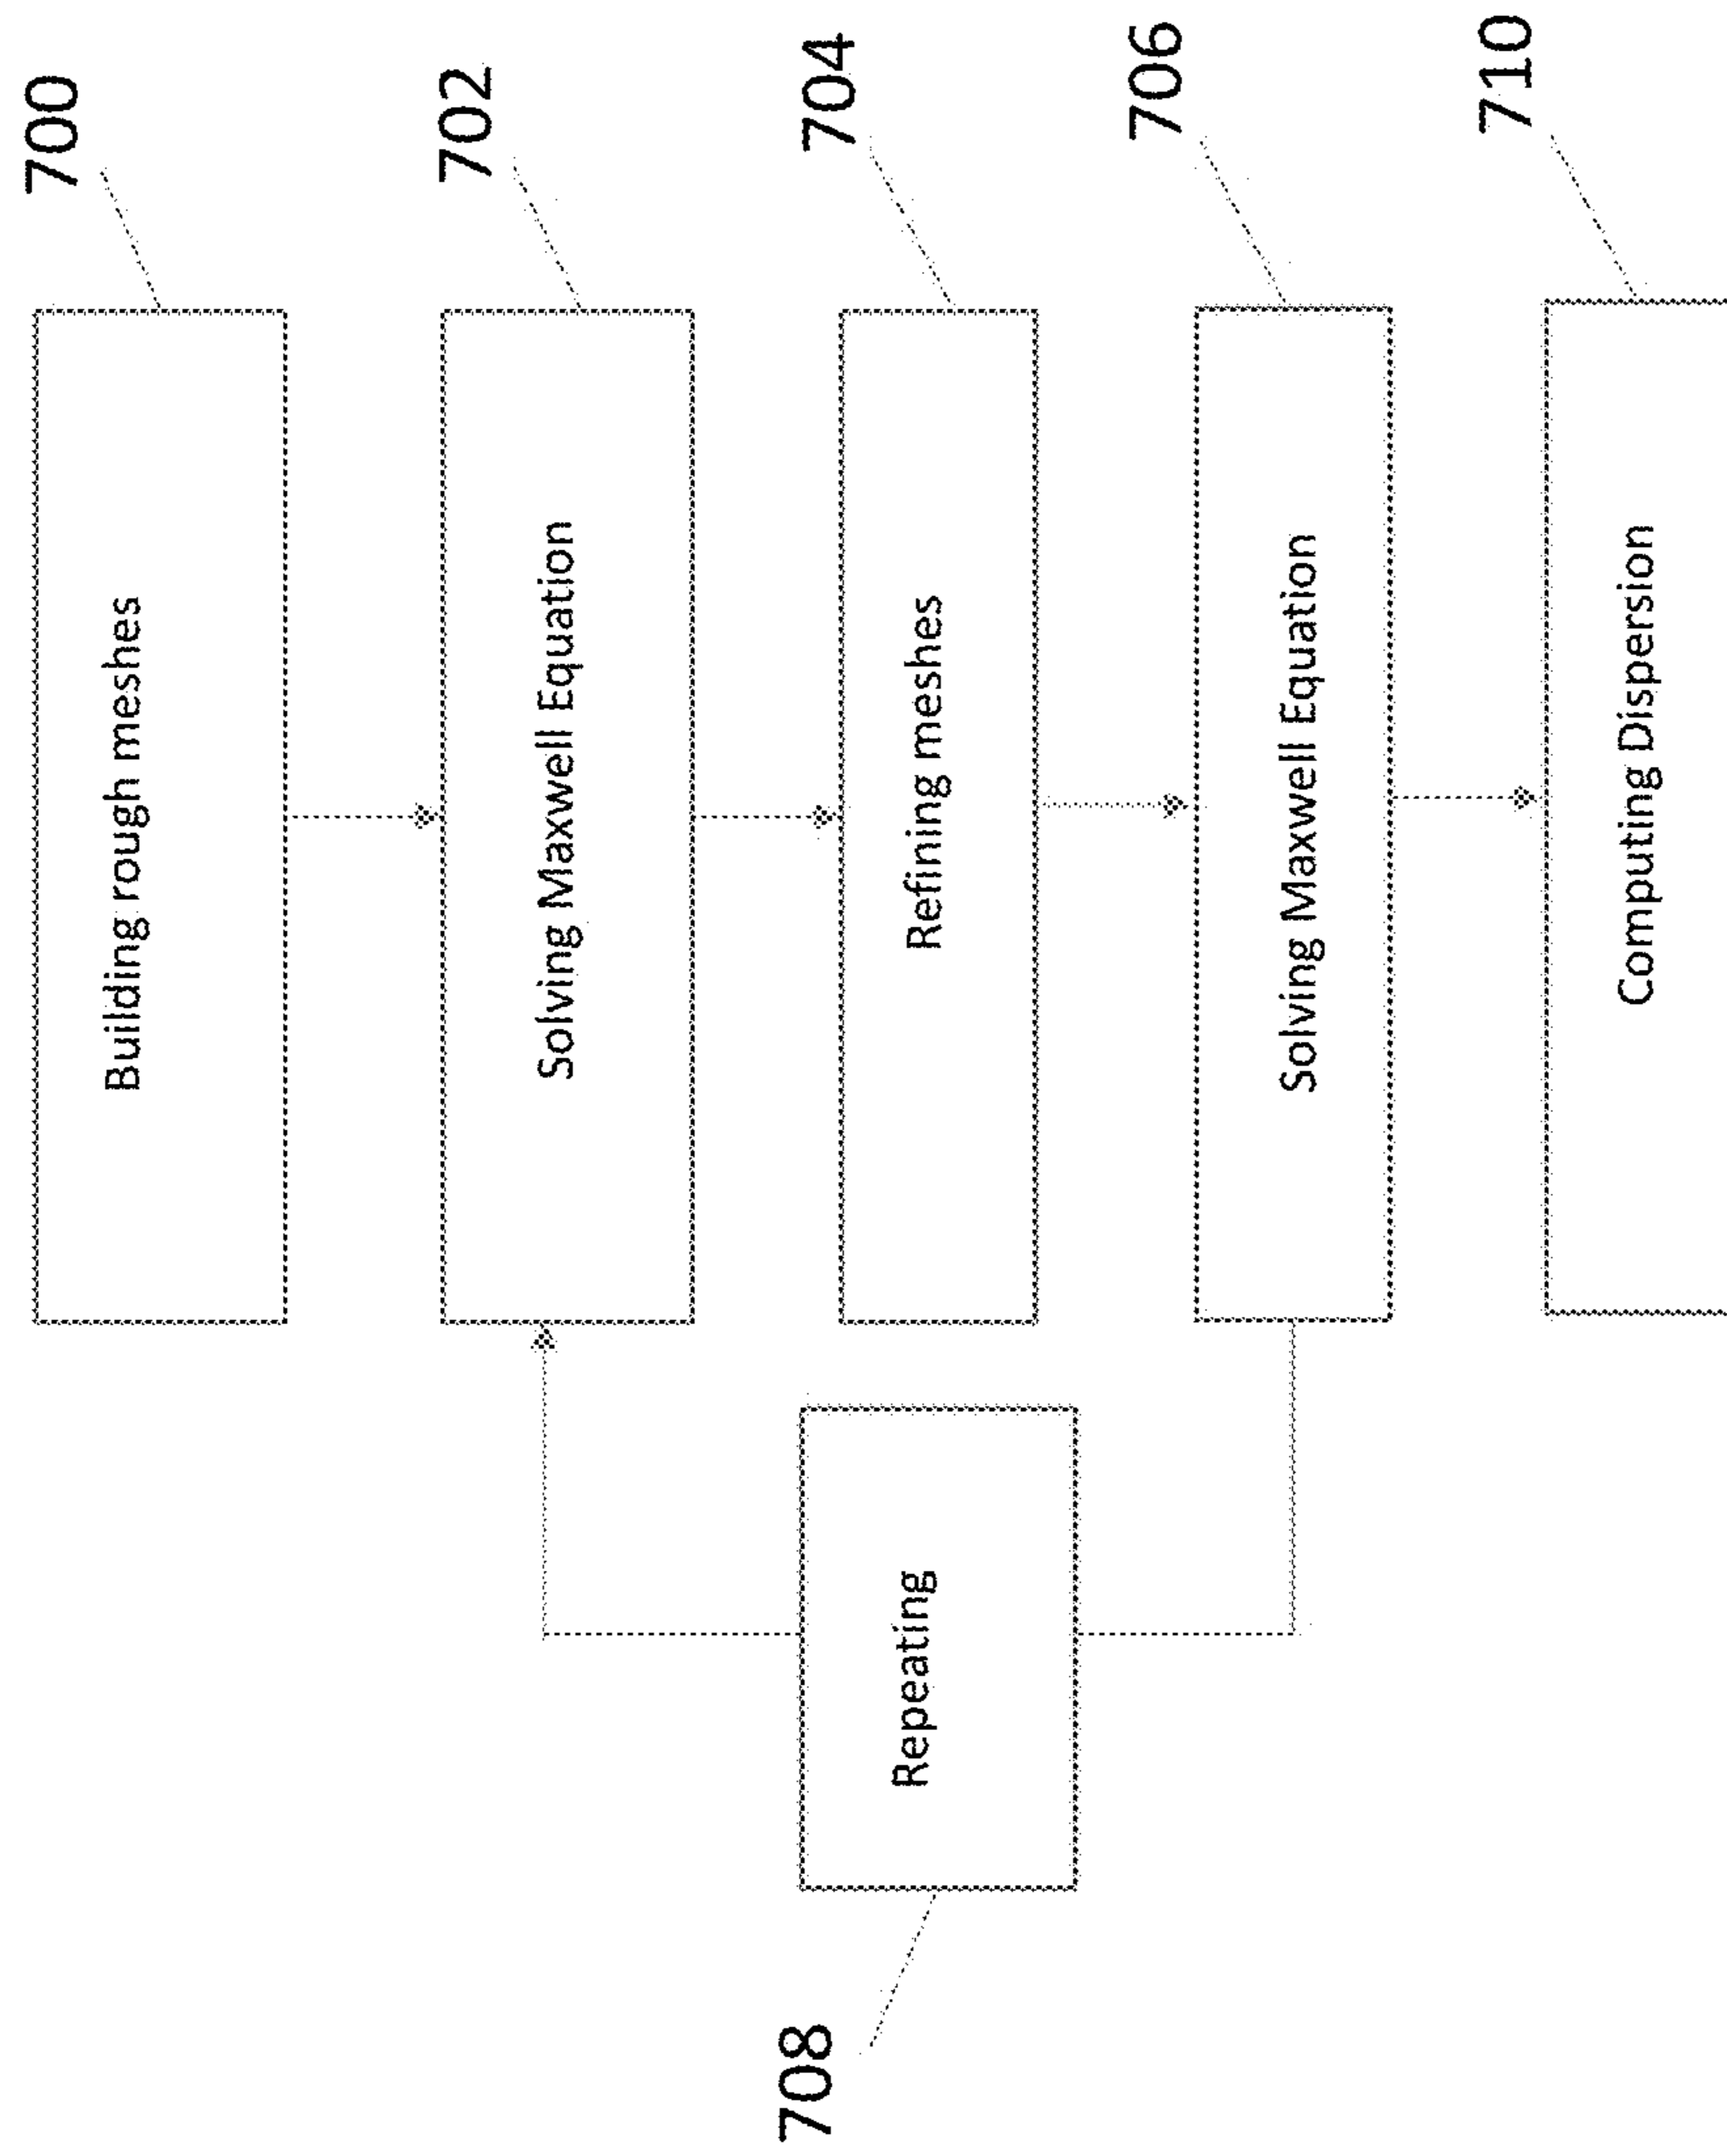 Building rough meshes
700
Solving Maxwell Equation
702
Refining meshes
704
Solving Maxwell Equation
706
Repeating
708
Computing Dispersion
710